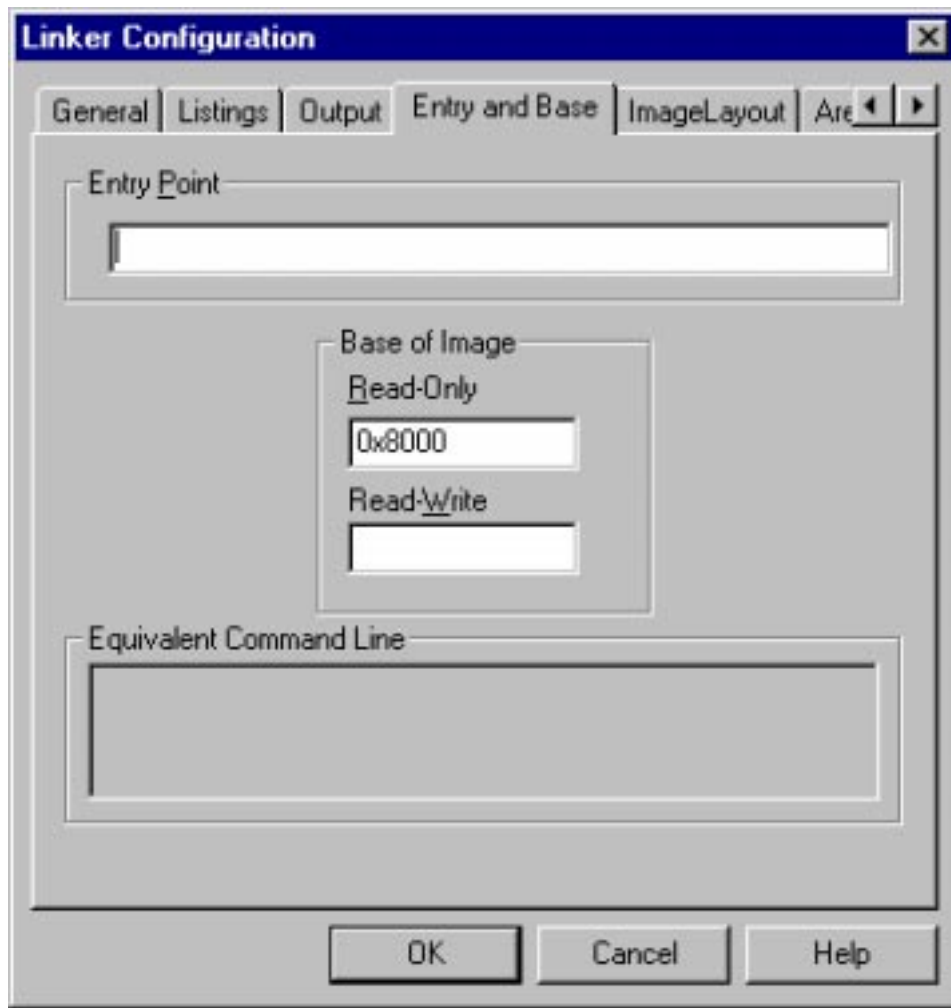 Linker Configuration
General Listings Output Entry and Base ImageLayout Are
Entry Point
Base of Image
Read-Only
0x8000
Read-Write
Equivalent Command Line
OK Cancel Help